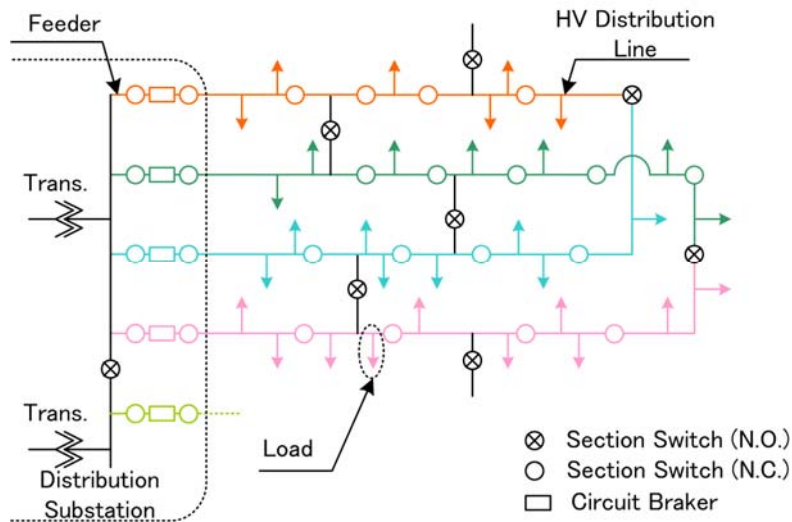 Feeder
HV Distribution
Line
Trans.
Trans.
Distribution
Substation
Load
Section Switch (N.O.)
Section Switch (N.C.)
Circuit Braker